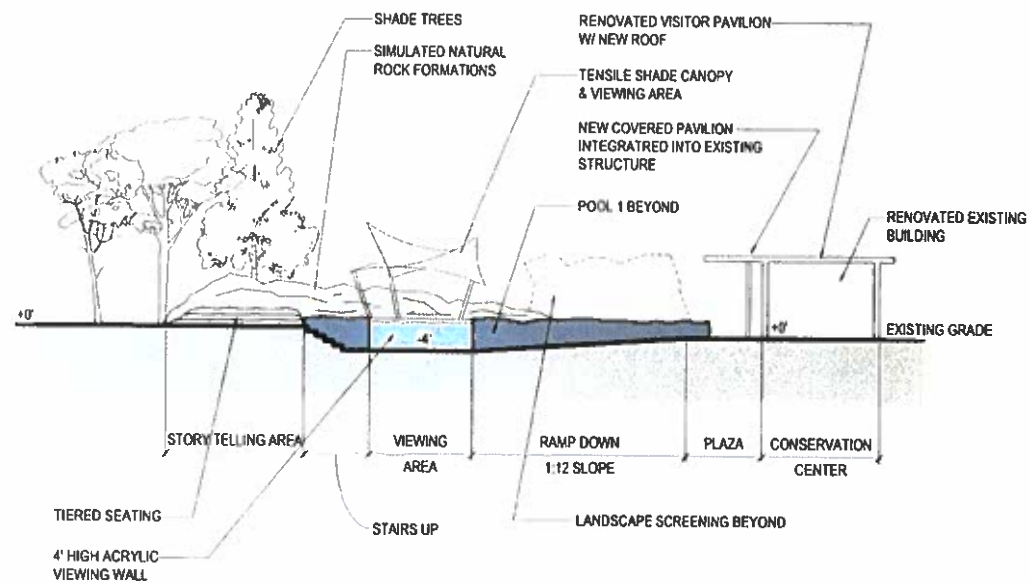 SHADE TREES
SIMULATED NATURAL
ROCK FORMATIONS
RENOVATED VISITOR PAVILION
W/ NEW ROOF
TENSILE SHADE CANOPY
& VIEWING AREA
NEW COVERED PAVILION
INTEGRATRED INTO EXISTING
STRUCTURE
POOL 1 BEYOND
RENOVATED EXISTING
BUILDING
+0'
-4'
+0'
EXISTING GRADE
STORY TELLING AREA
VIEWING
AREA
RAMP DOWN
1:12 SLOPE
PLAZA
CONSERVATION
CENTER
TIERED SEATING
STAIRS UP
LANDSCAPE SCREENING BEYOND
4' HIGH ACRYLIC
VIEWING WALL